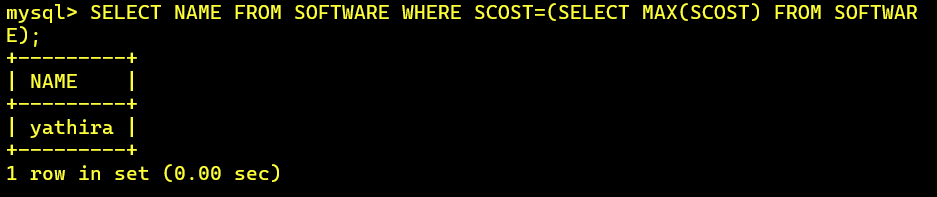 mysql> SELECT NAME FROM SOFTWARE WHERE SCOST=(SELECT MAX(SCOST) FROM SOFTWAR
E);
+---------+
| NAME    |
+---------+
| yathira |
+---------+
1 row in set (0.00 sec)